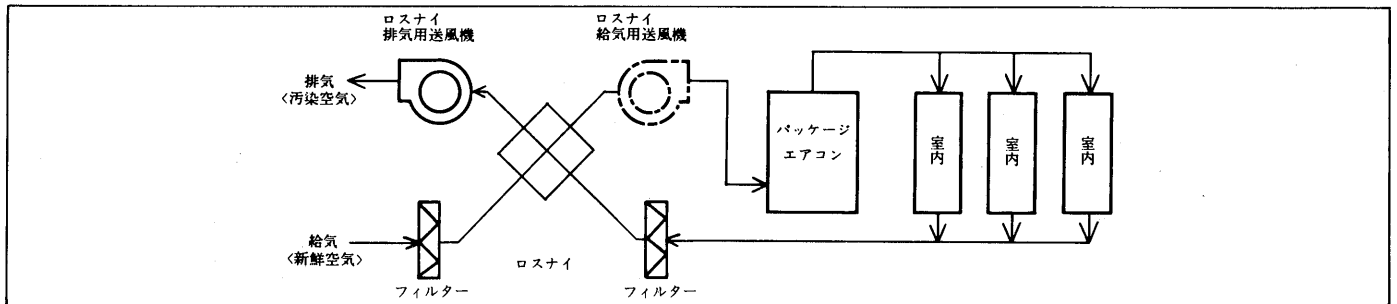 ロスナイ
排気用送風機
ロスナイ
給気用送風機
排気
〈汚染空気〉
パッケージ
エアコン
室内
室内
室内
給気
〈新鮮空気〉
ロスナイ
フィルター
フィルター